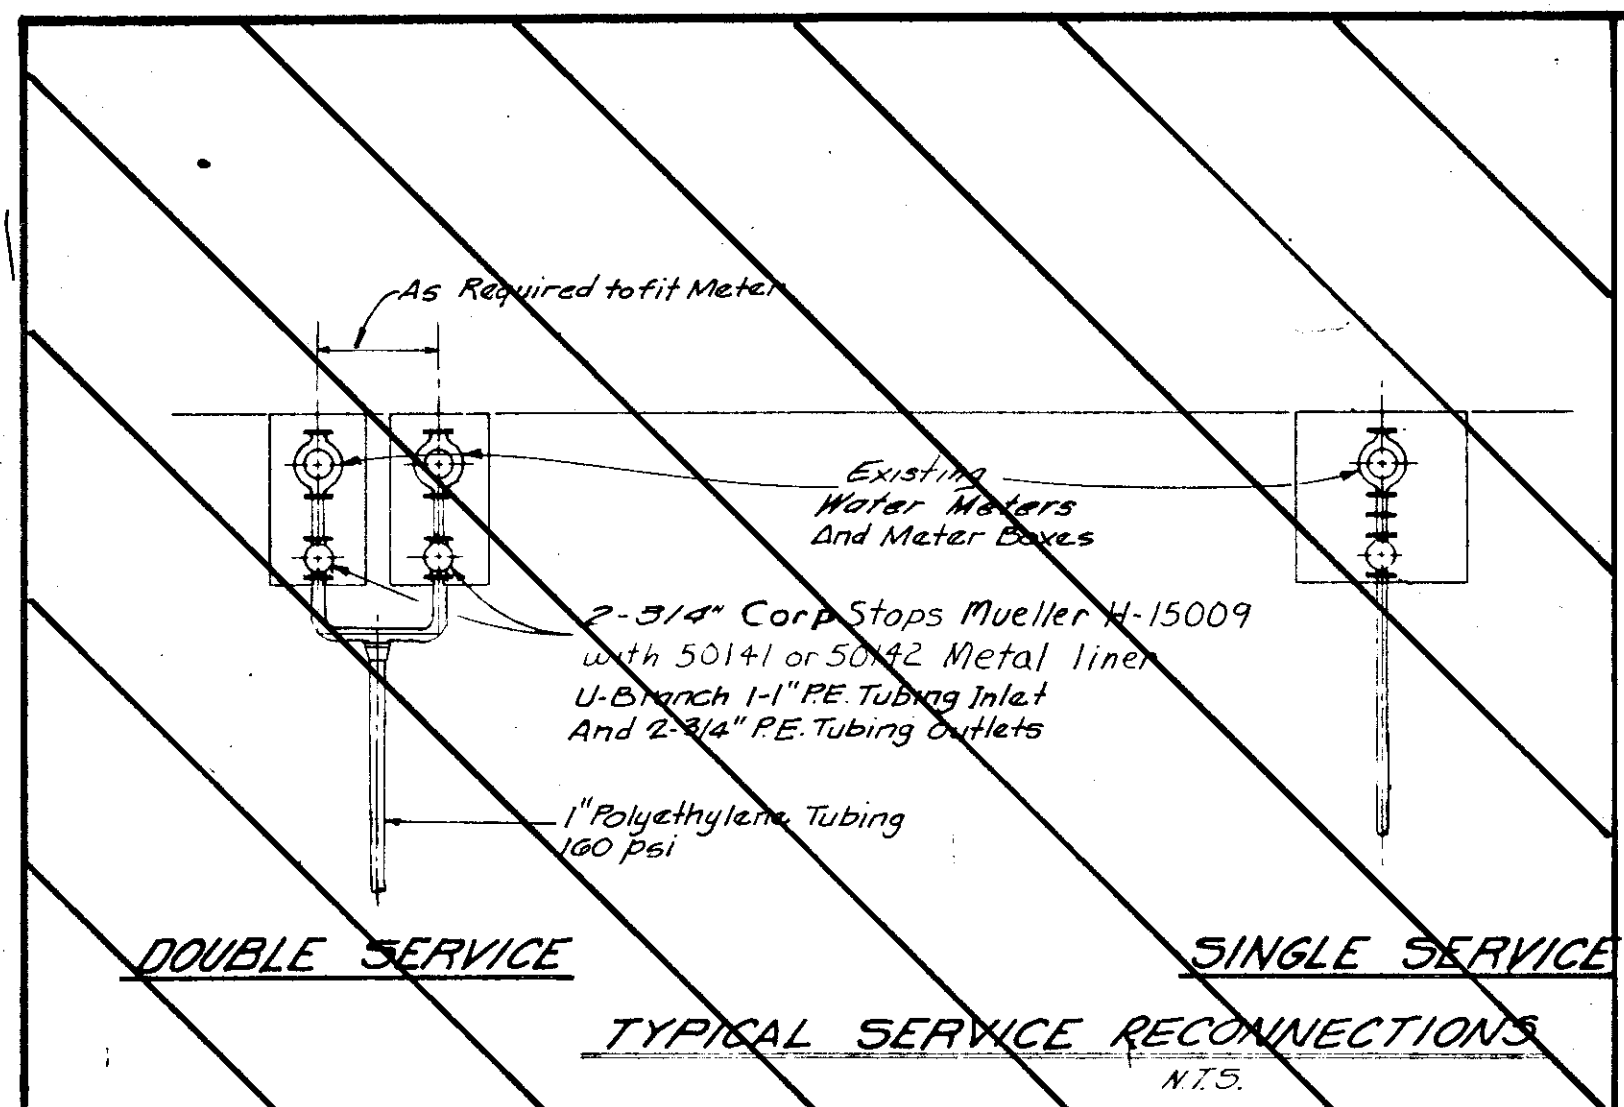 As Required to fit Meter
Existing
Water Meters
And Meter Boxes
2-3/4" Corp Stops Mueller H-15009
with 50141 or 50142 Metal liner
U-Branch 1-1" P.E. Tubing Inlet
And 2-3/4" P.E. Tubing Outlets
1" Polyethylene Tubing
160 psi
DOUBLE SERVICE
SINGLE SERVICE
TYPICAL SERVICE RECONNECTIONS
N.T.S.